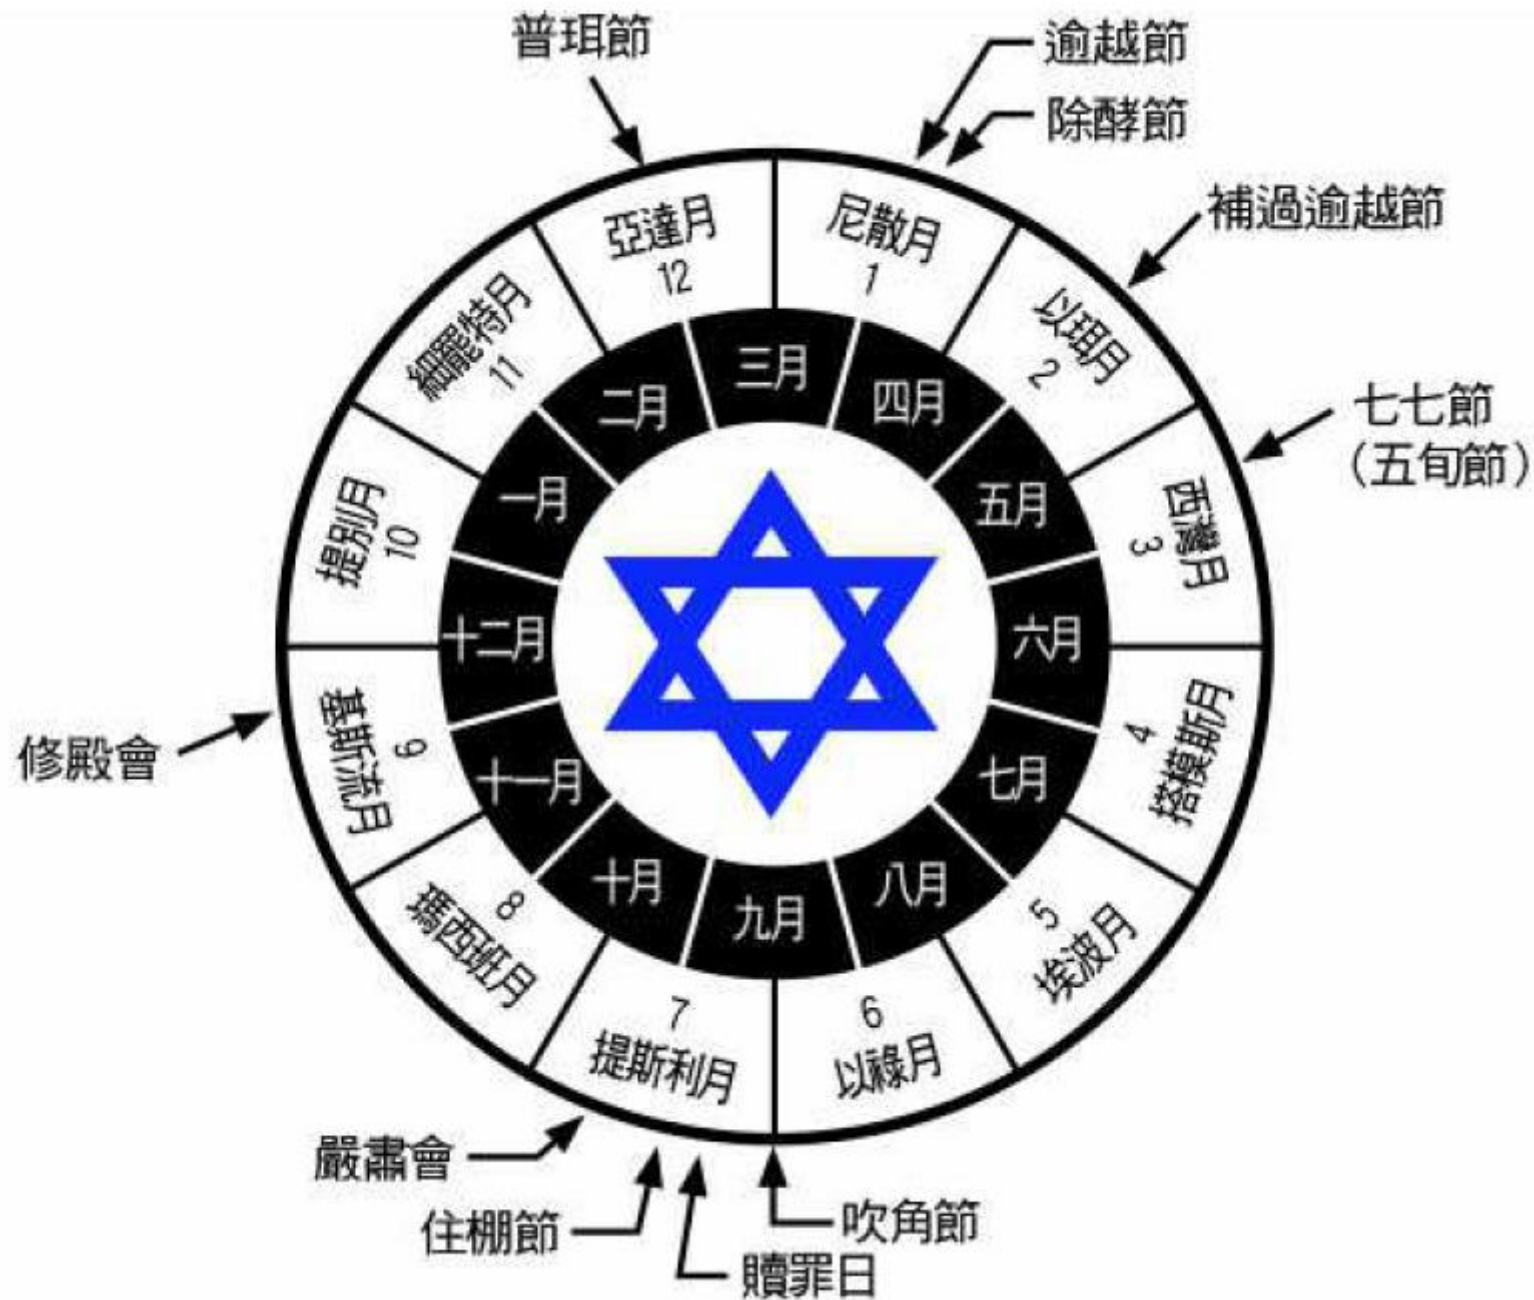 普珥節
逾越節
除酵節
補過逾越節
七七節
（五旬節）
吹角節
贖罪日
住棚節
嚴肅會
修殿會
尼散月
1
以珥月
2
西灣月
3
4
塔模斯月
5
埃波月
6
以祿月
7
提斯利月
8
瑪西班月
9
基斯流月
提別月
10
細罷特月
11
亞達月
12
三月
四月
五月
六月
七月
八月
九月
十月
十一月
十二月
一月
二月